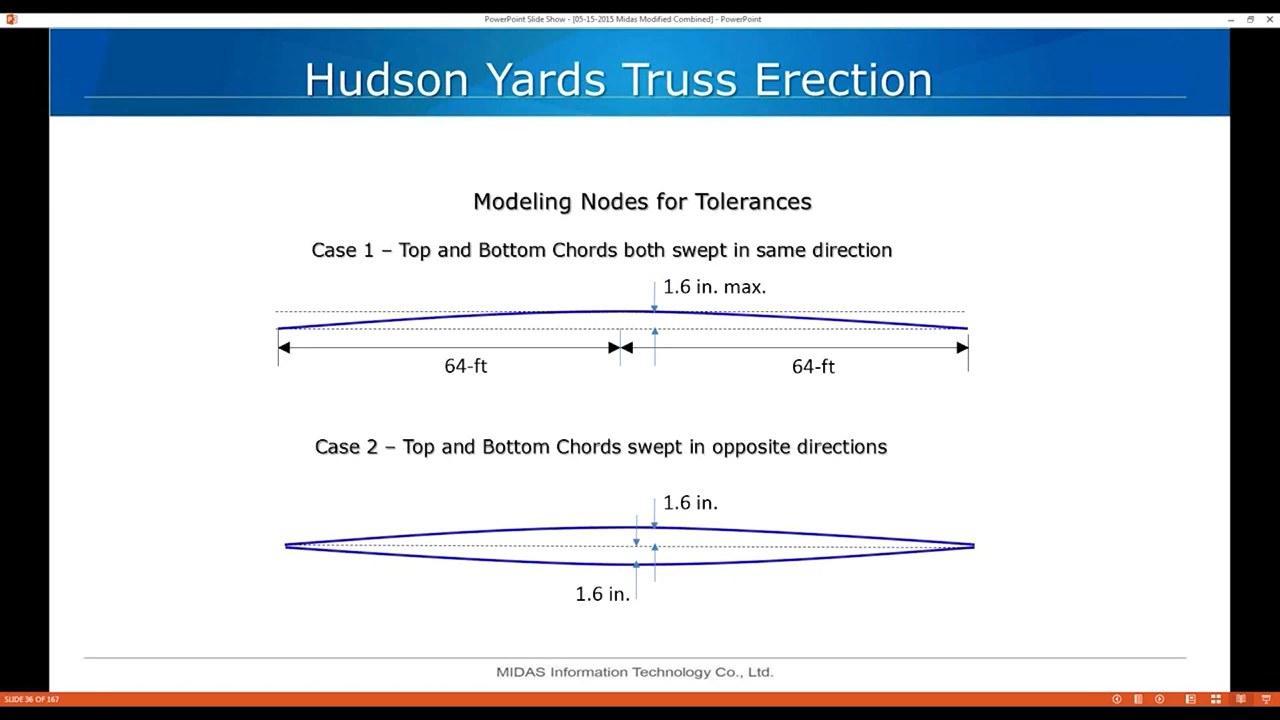 PowerPoint Slide Show - [05-15-2015 Midas Modified Combined] - PowerPoint
Hudson Yards Truss Erection
Modeling Nodes for Tolerances
Case 1 – Top and Bottom Chords both swept in same direction
1.6 in. max.
64-ft
64-ft
Case 2 – Top and Bottom Chords swept in opposite directions
1.6 in.
1.6 in.
MIDAS Information Technology Co., Ltd.
SLIDE 36 OF 167